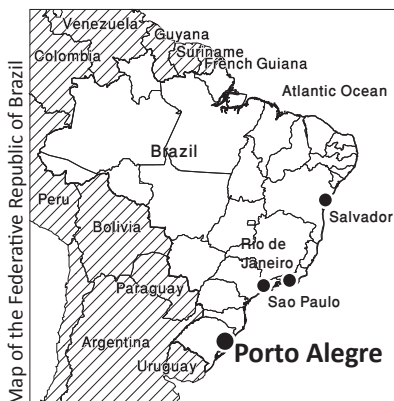 Map of the Federative Republic of Brazil
Venezuela
Guyana
Suriname
French Guiana
Colombia
Atlantic Ocean
Brazil
Peru
Salvador
Bolivia
Rio de
Janeiro
Paraguay
Sao Paulo
Argentina
Porto Alegre
Uruguay